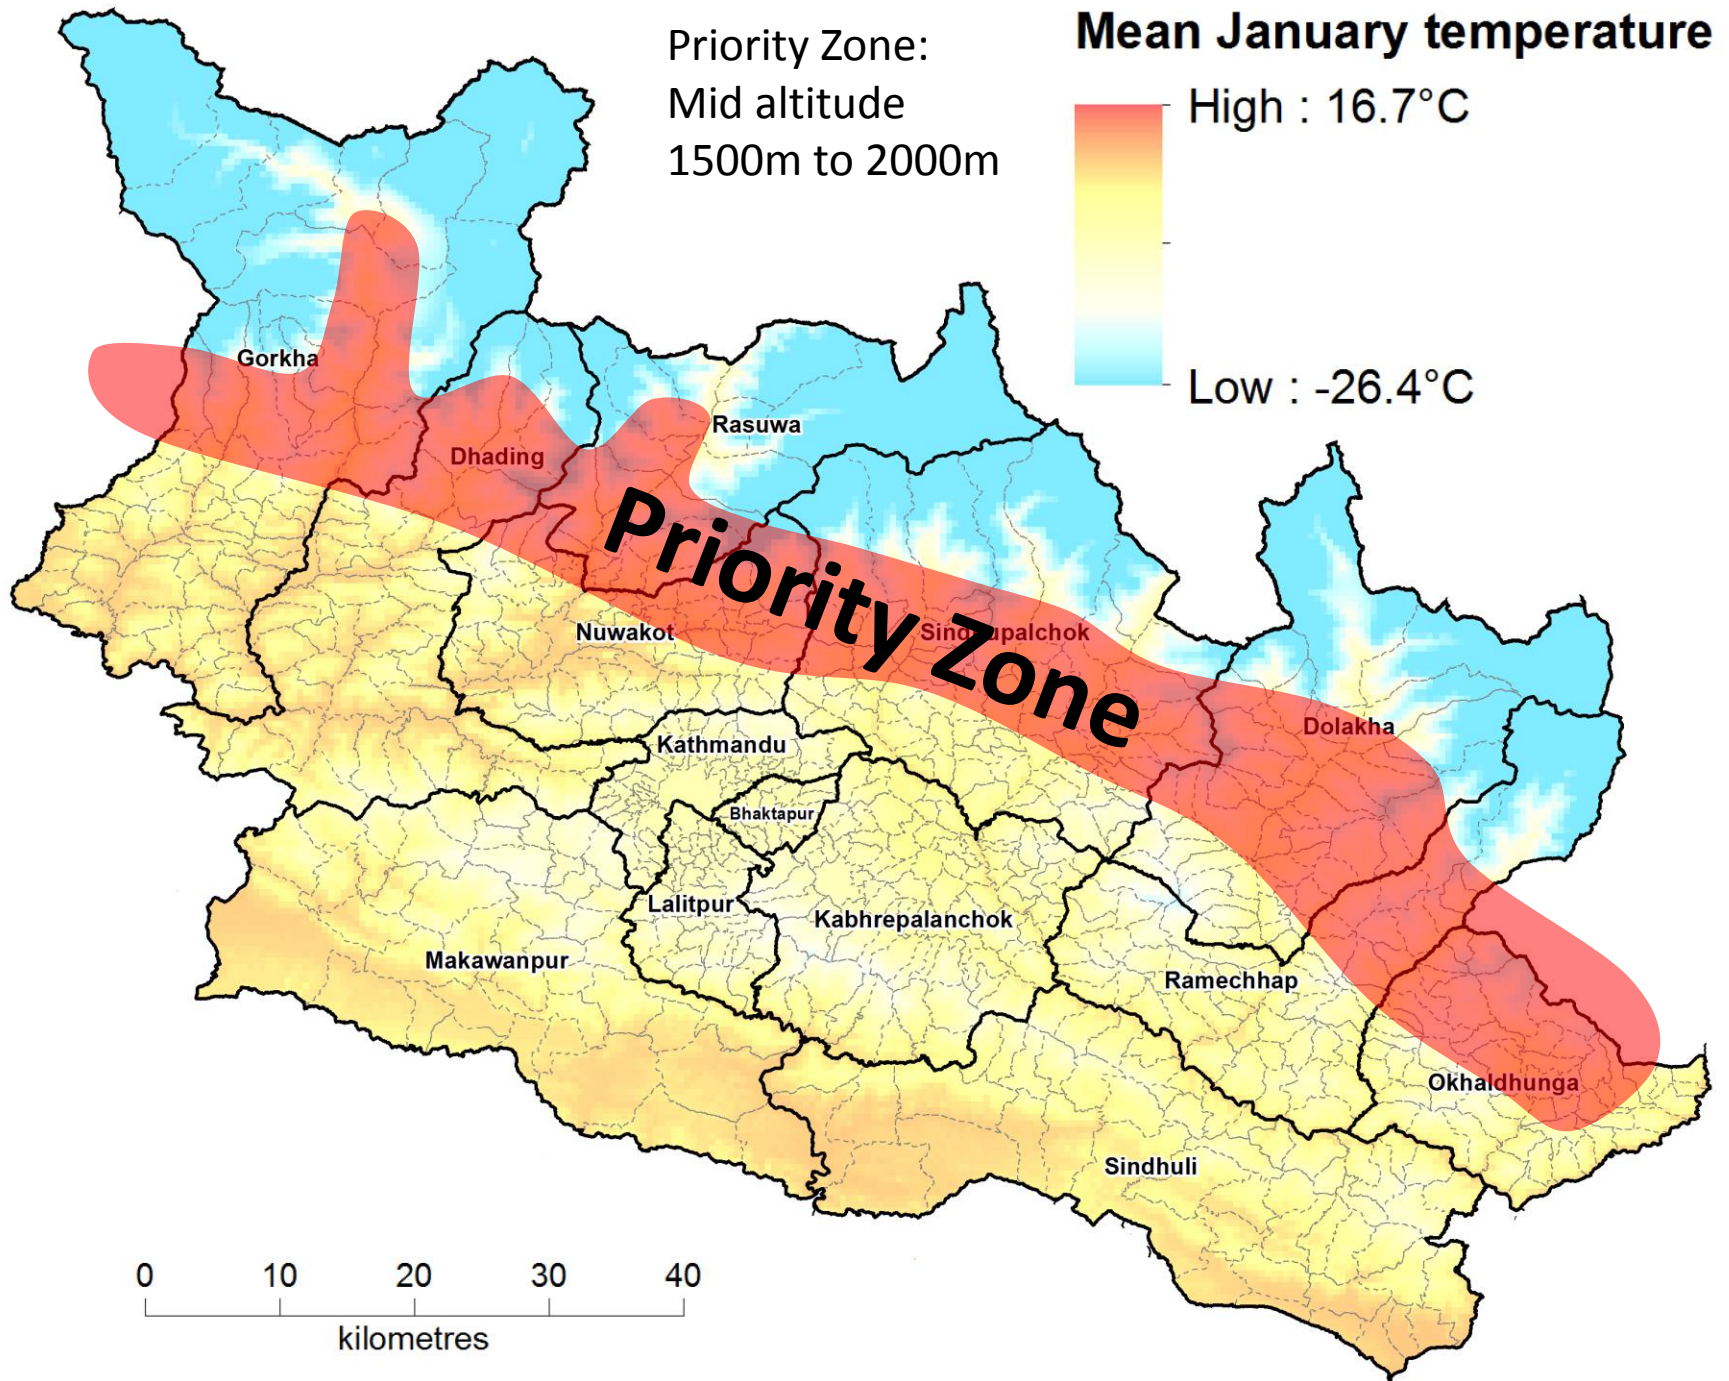 Priority Zone:
Mid altitude
1500m to 2000m
Mean January temperature
High : 16.7°C
Low : -26.4°C
Gorkha
Rasuwa
Dhading
Priority Zone
Nuwakot
Sindhupalchok
Dolakha
Kathmandu
Bhaktapur
Lalitpur
Kabhrepalanchok
Makawanpur
Ramechhap
Okhaldhunga
Sindhuli
0 10 20 30 40
kilometres